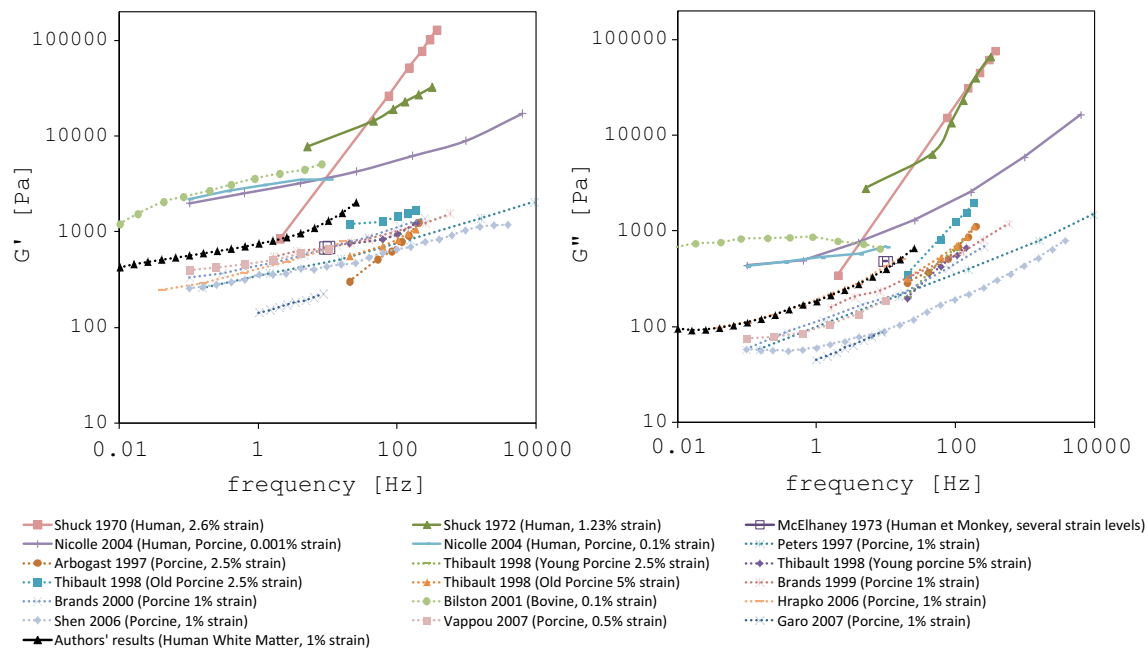 100000
10000
1000
100
10
G' [Pa]
0.01 1 100 10000
frequency [Hz]
100000
10000
1000
100
10
G" [Pa]
0.01 1 100 10000
frequency [Hz]
Shuck 1970 (Human, 2.6% strain)
Shuck 1972 (Human, 1.23% strain)
McElhaney 1973 (Human et Monkey, several strain levels)
Nicolle 2004 (Human, Porcine, 0.001% strain)
Nicolle 2004 (Human, Porcine, 0.1% strain)
Peters 1997 (Porcine, 1% strain)
Arbogast 1997 (Porcine, 2.5% strain)
Thibault 1998 (Young Porcine 2.5% strain)
Thibault 1998 (Young porcine 5% strain)
Thibault 1998 (Old Porcine 2.5% strain)
Thibault 1998 (Old Porcine 5% strain)
Brands 1999 (Porcine 1% strain)
Brands 2000 (Porcine 1% strain)
Bilston 2001 (Bovine, 0.1% strain)
Hrapko 2006 (Porcine, 1% strain)
Shen 2006 (Porcine, 1% strain)
Vappou 2007 (Porcine, 0.5% strain)
Garo 2007 (Porcine, 1% strain)
Authors' results (Human White Matter, 1% strain)